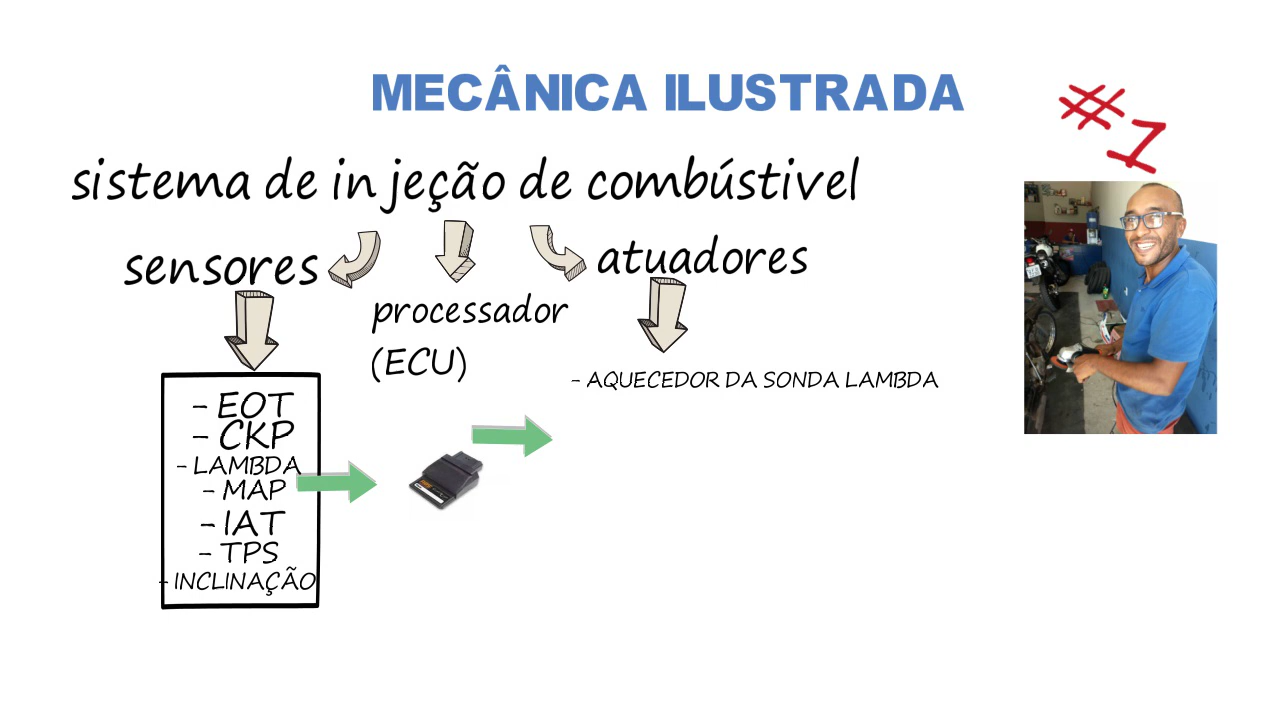 MECÂNICA ILUSTRADA
#1
sistema de injeção de combústivel
sensores
atuadores
processador
(ECU)
- AQUECEDOR DA SONDA LAMBDA
- EOT
- CKP
- LAMBDA
- MAP
- IAT
- TPS
- INCLINAÇÃO